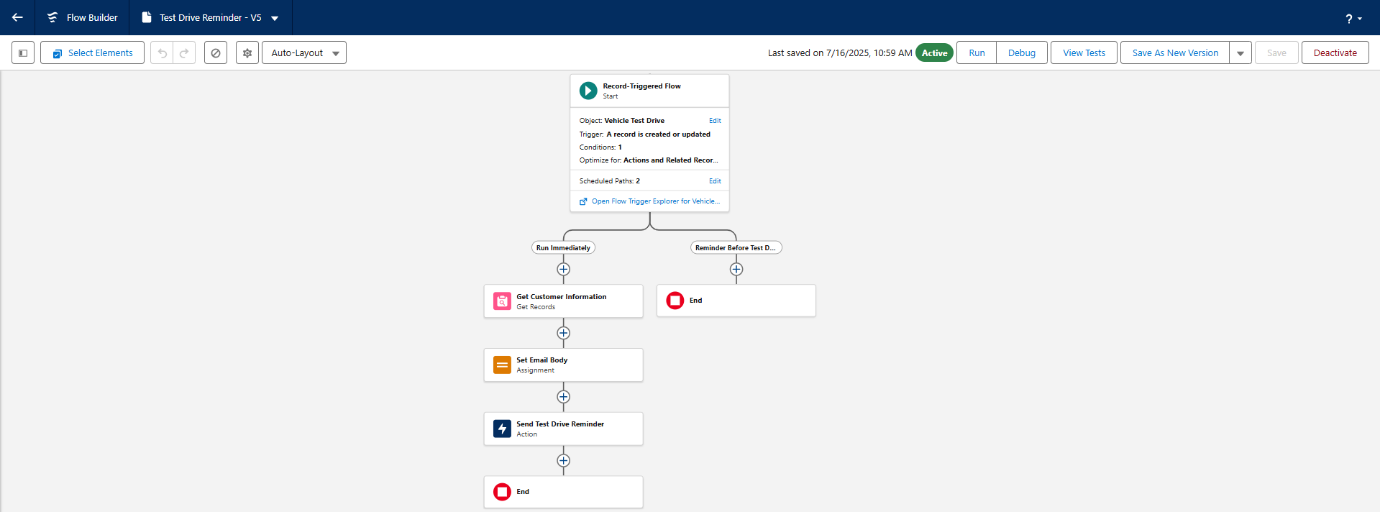 Flow Builder
Test Drive Reminder - V5
?
Select Elements
Auto-Layout
Last saved on 7/16/2025, 10:59 AM
Active
Run
Debug
View Tests
Save As New Version
Save
Deactivate
Record-Triggered Flow
Start
Object: Vehicle Test Drive
Edit
Trigger: A record is created or updated
Conditions: 1
Optimize for: Actions and Related Recor...
Scheduled Paths: 2
Edit
Open Flow Trigger Explorer for Vehicle...
Run Immediately
Reminder Before Test D...
Get Customer Information
Get Records
End
Set Email Body
Assignment
Send Test Drive Reminder
Action
End